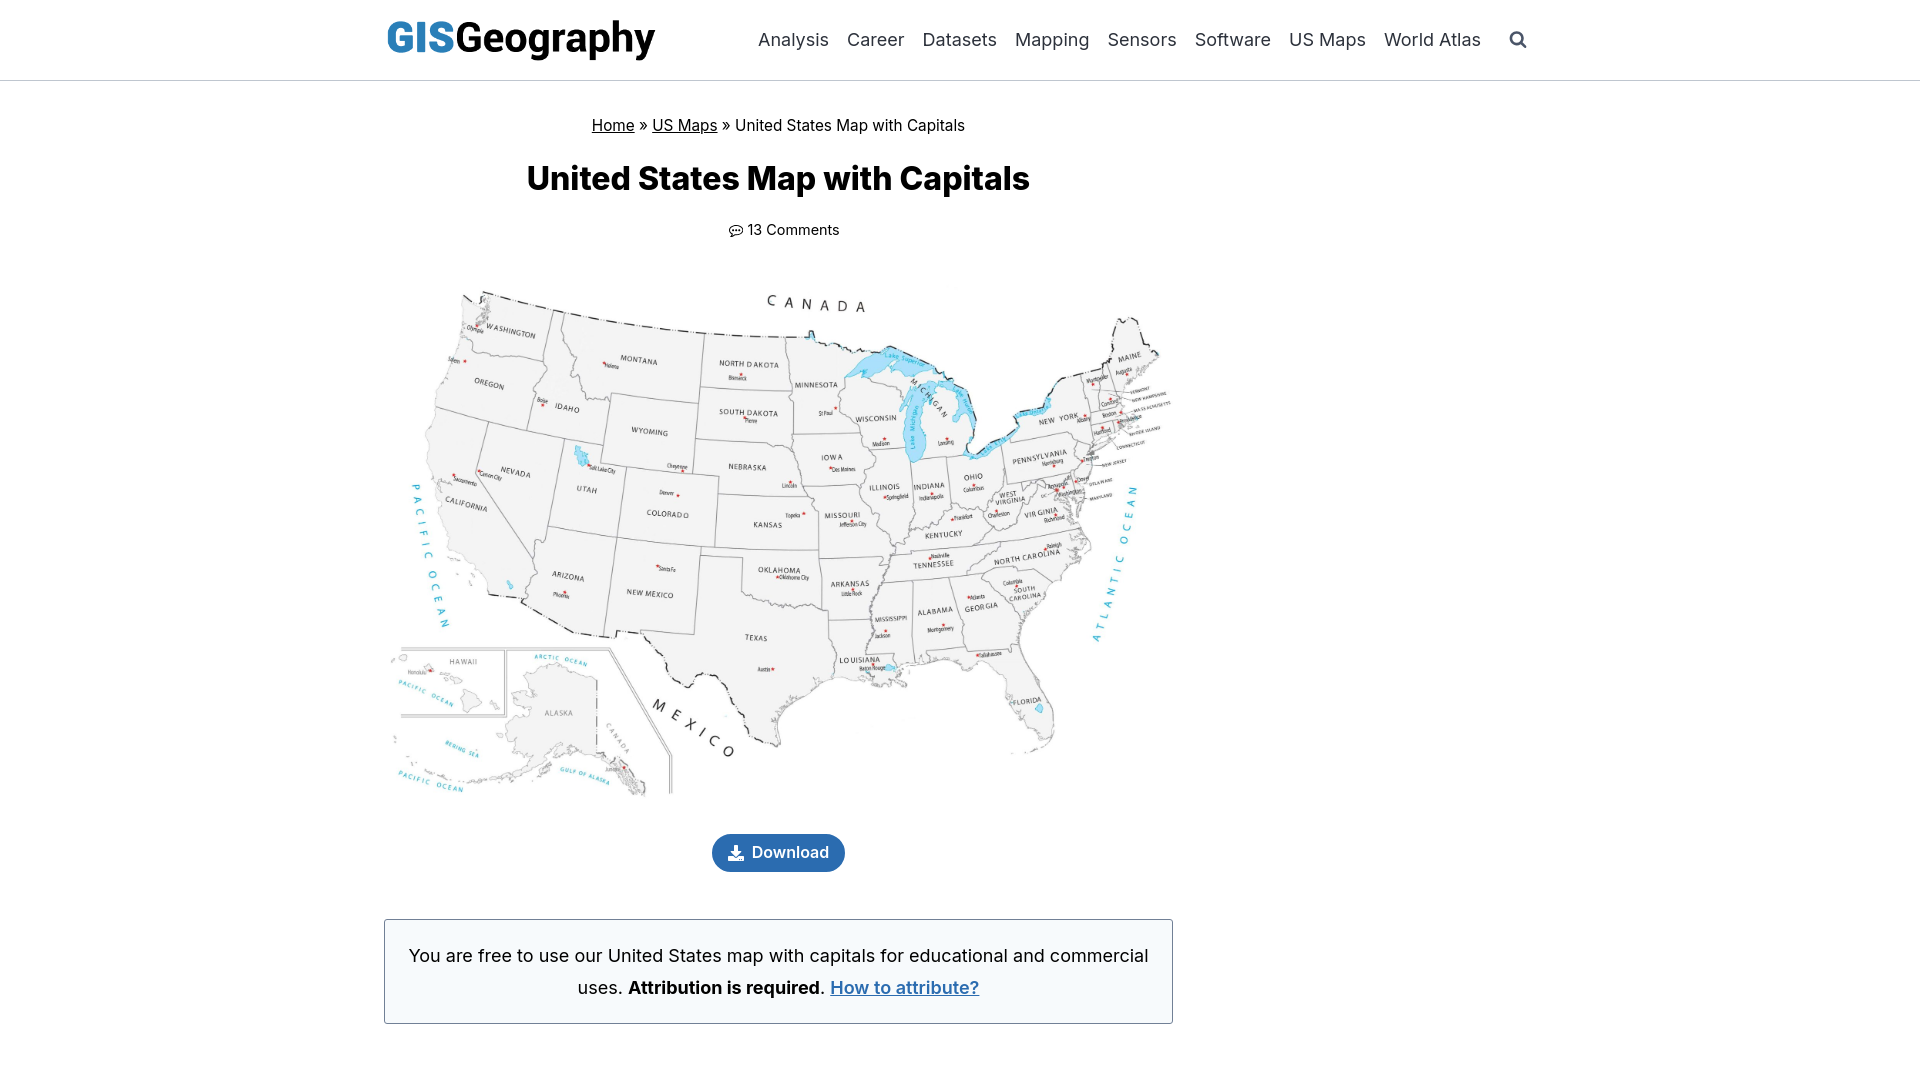 GISGeography
Analysis Career Datasets Mapping Sensors Software US Maps World Atlas
Home » US Maps » United States Map with Capitals
United States Map with Capitals
13 Comments
CANADA
WASHINGTON
Olympia
MONTANA
Helena
NORTH DAKOTA
Bismarck
MINNESOTA
St Paul
Lake Superior
MICHIGAN
Lake Michigan
Lansing
MAINE
Augusta
Montpelier
VERMONT
NEW HAMPSHIRE
Concord
MASSACHUSETTS
Boston
RHODE ISLAND
CONNECTICUT
Hartford
Salem
OREGON
Boise
IDAHO
WYOMING
Cheyenne
SOUTH DAKOTA
Pierre
WISCONSIN
Madison
NEW YORK
Albany
PENNSYLVANIA
Harrisburg
Trenton
NEW JERSEY
NEVADA
Carson City
Sacramento
CALIFORNIA
Salt Lake City
UTAH
Denver
COLORADO
NEBRASKA
Lincoln
IOWA
Des Moines
ILLINOIS
Springfield
INDIANA
Indianapolis
OHIO
Columbus
WEST
VIRGINIA
Charleston
VIRGINIA
Richmond
Annapolis
Dover
DELAWARE
DC
Washington
MARYLAND
Topeka
KANSAS
MISSOURI
Jefferson City
Frankfort
KENTUCKY
Nashville
TENNESSEE
Raleigh
NORTH CAROLINA
Columbia
SOUTH
CAROLINA
ARIZONA
Phoenix
Santa Fe
NEW MEXICO
OKLAHOMA
Oklahoma City
ARKANSAS
Little Rock
MISSISSIPPI
Jackson
ALABAMA
Montgomery
Atlanta
GEORGIA
TEXAS
Austin
LOUISIANA
Baton Rouge
Tallahassee
FLORIDA
PACIFIC OCEAN
ATLANTIC OCEAN
MEXICO
HAWAII
Honolulu
PACIFIC OCEAN
ARCTIC OCEAN
ALASKA
CANADA
Juneau
BERING SEA
GULF OF ALASKA
PACIFIC OCEAN
Download
You are free to use our United States map with capitals for educational and commercial
uses. Attribution is required. How to attribute?